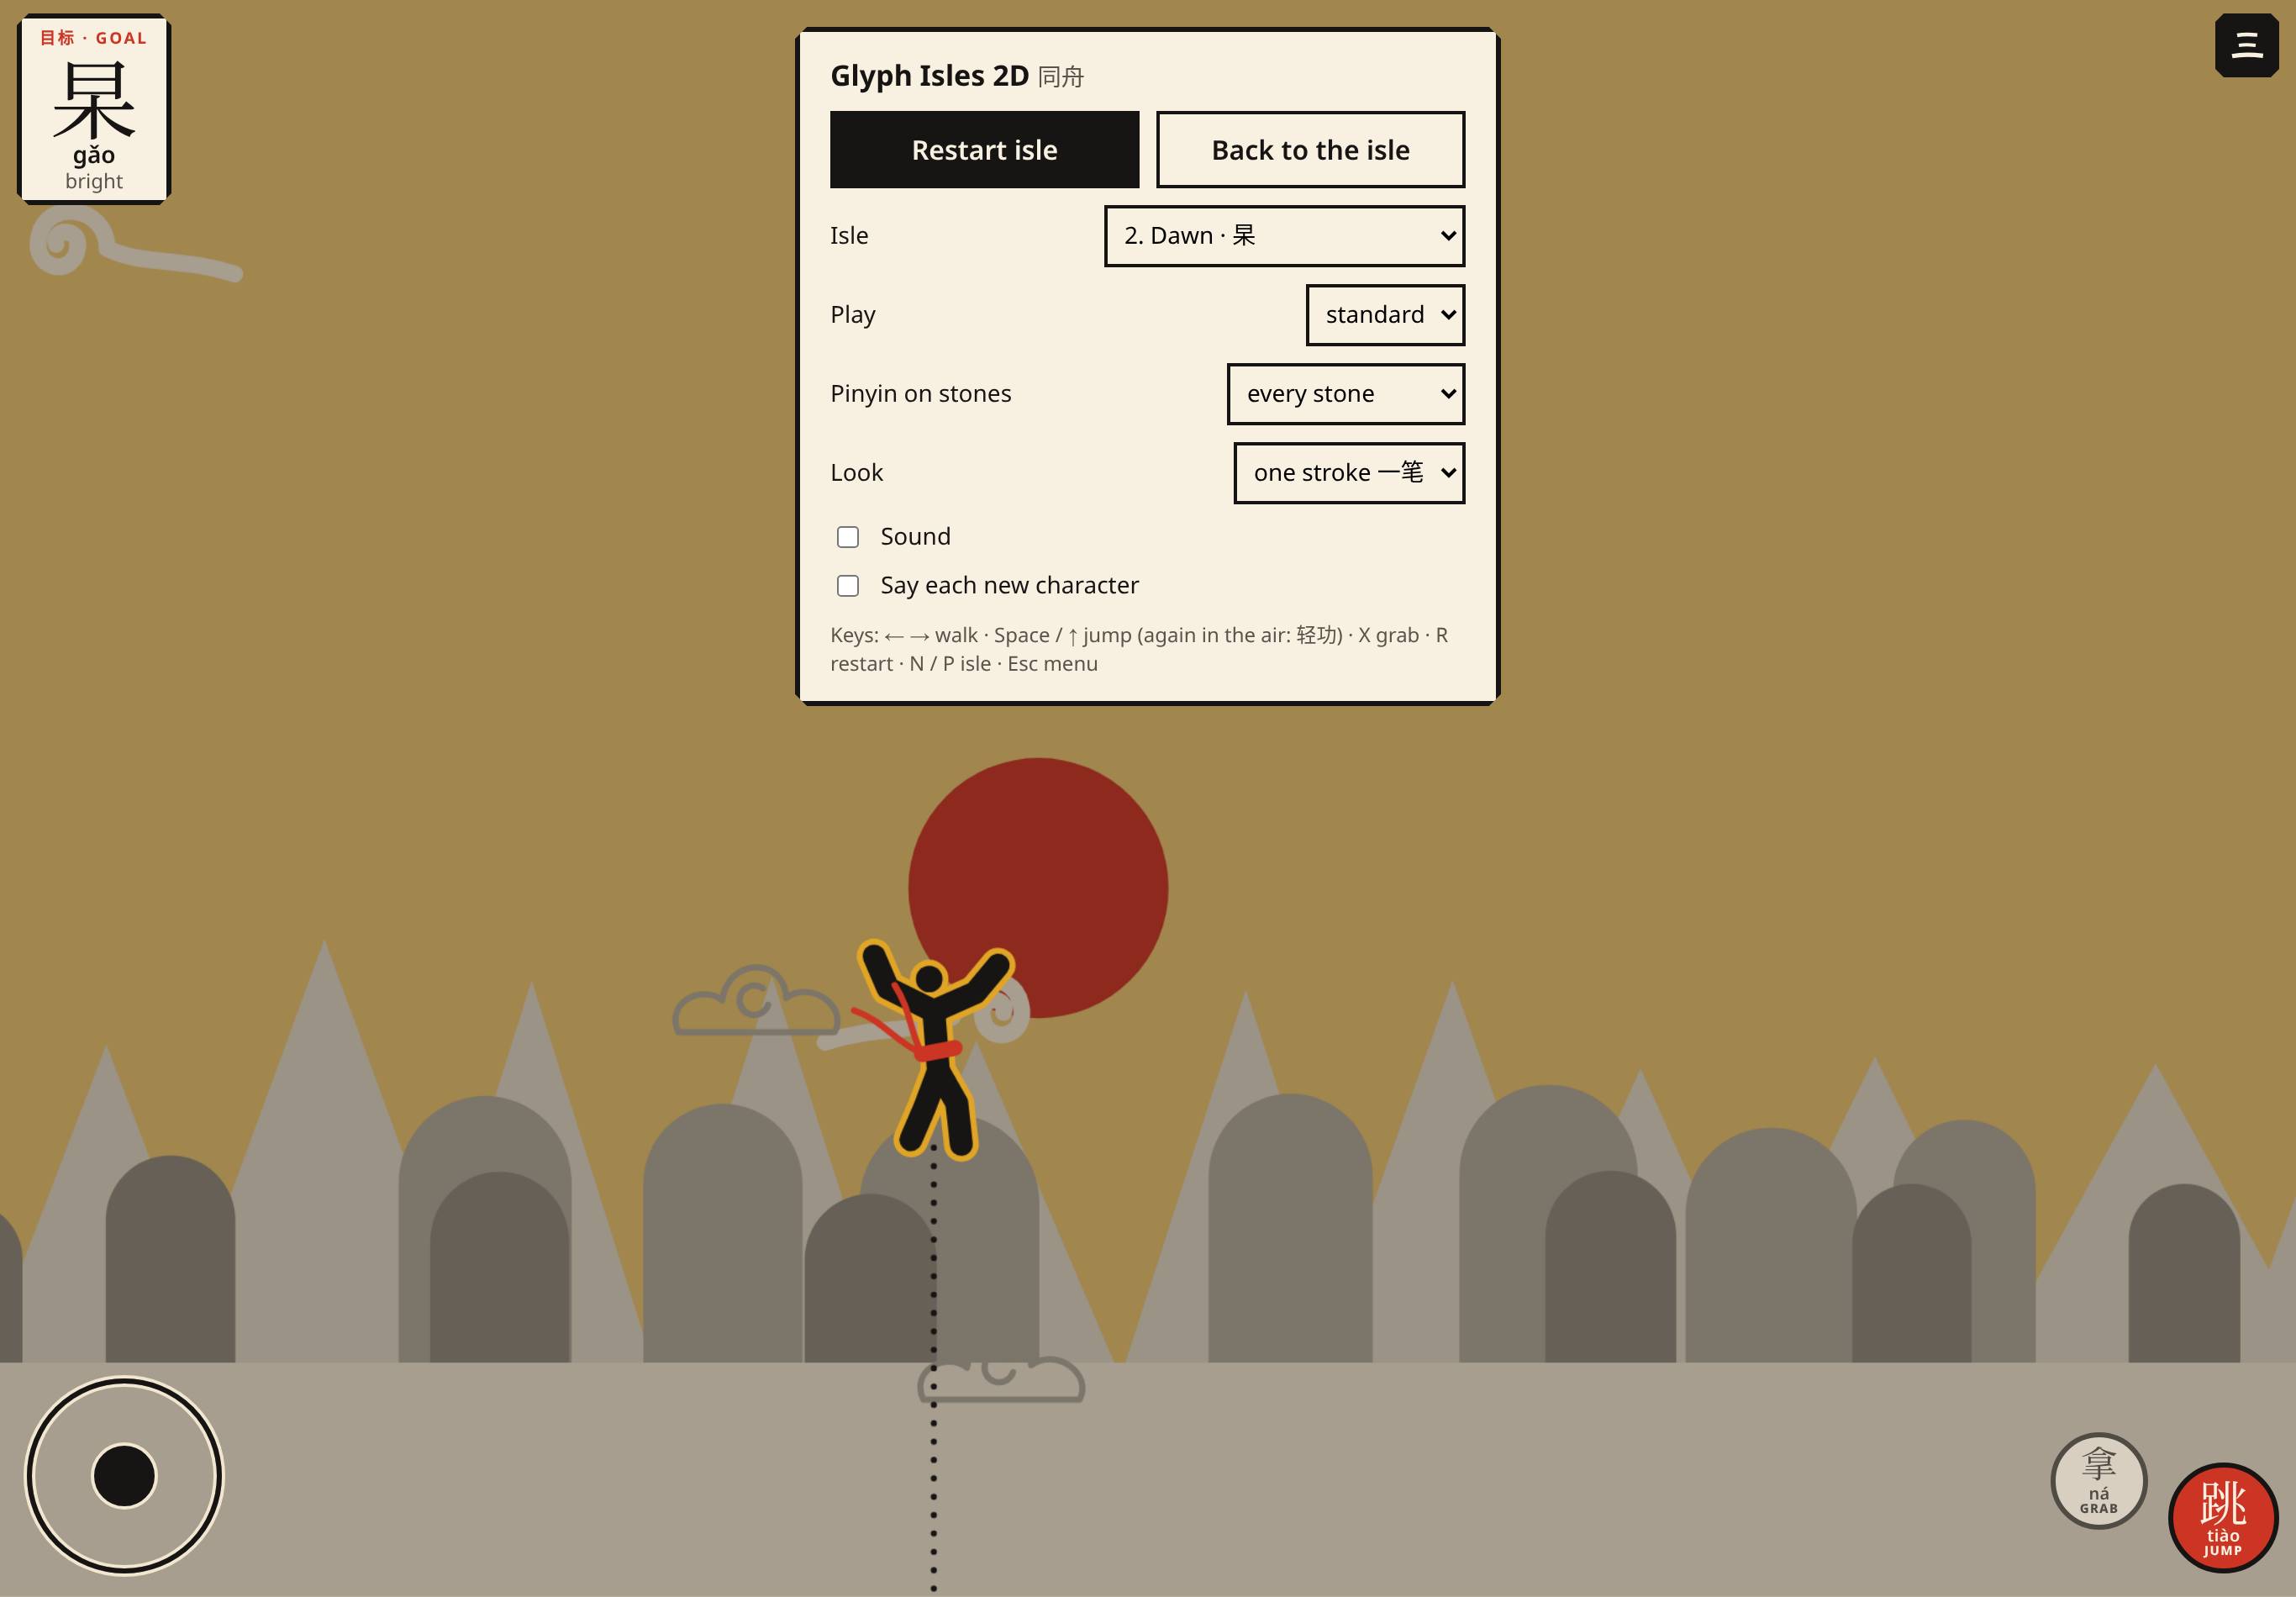 目标 · GOAL
杲
gǎo
bright
三
Glyph Isles 2D 同舟
Restart isle
Back to the isle
Isle
2. Dawn · 杲
Play
standard
Pinyin on stones
every stone
Look
one stroke 一笔
Sound
Say each new character
Keys: ← → walk · Space / ↑ jump (again in the air: 轻功) · X grab · R
restart · N / P isle · Esc menu
拿
ná
GRAB
跳
tiào
JUMP